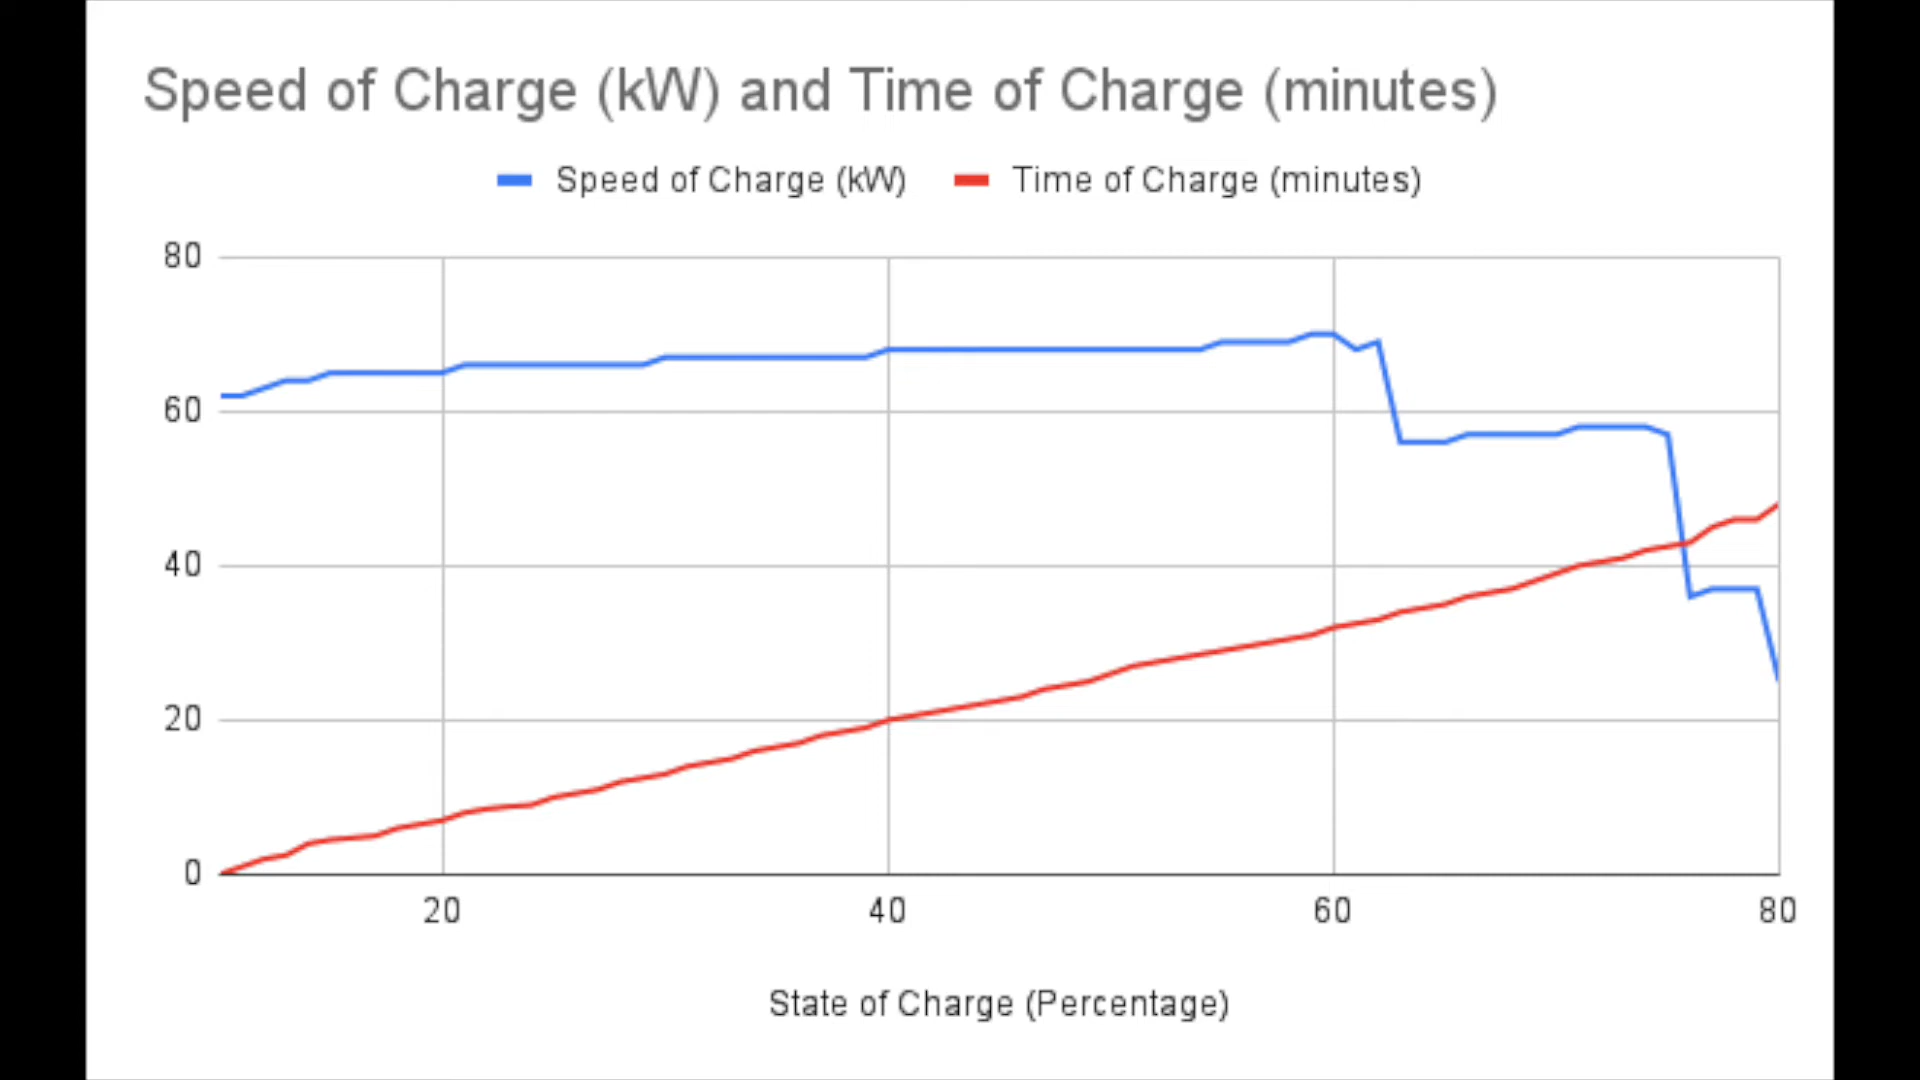 Speed of Charge (kW) and Time of Charge (minutes)
Speed of Charge (kW) Time of Charge (minutes)
80
60
40
20
0
20 40 60 80
State of Charge (Percentage)